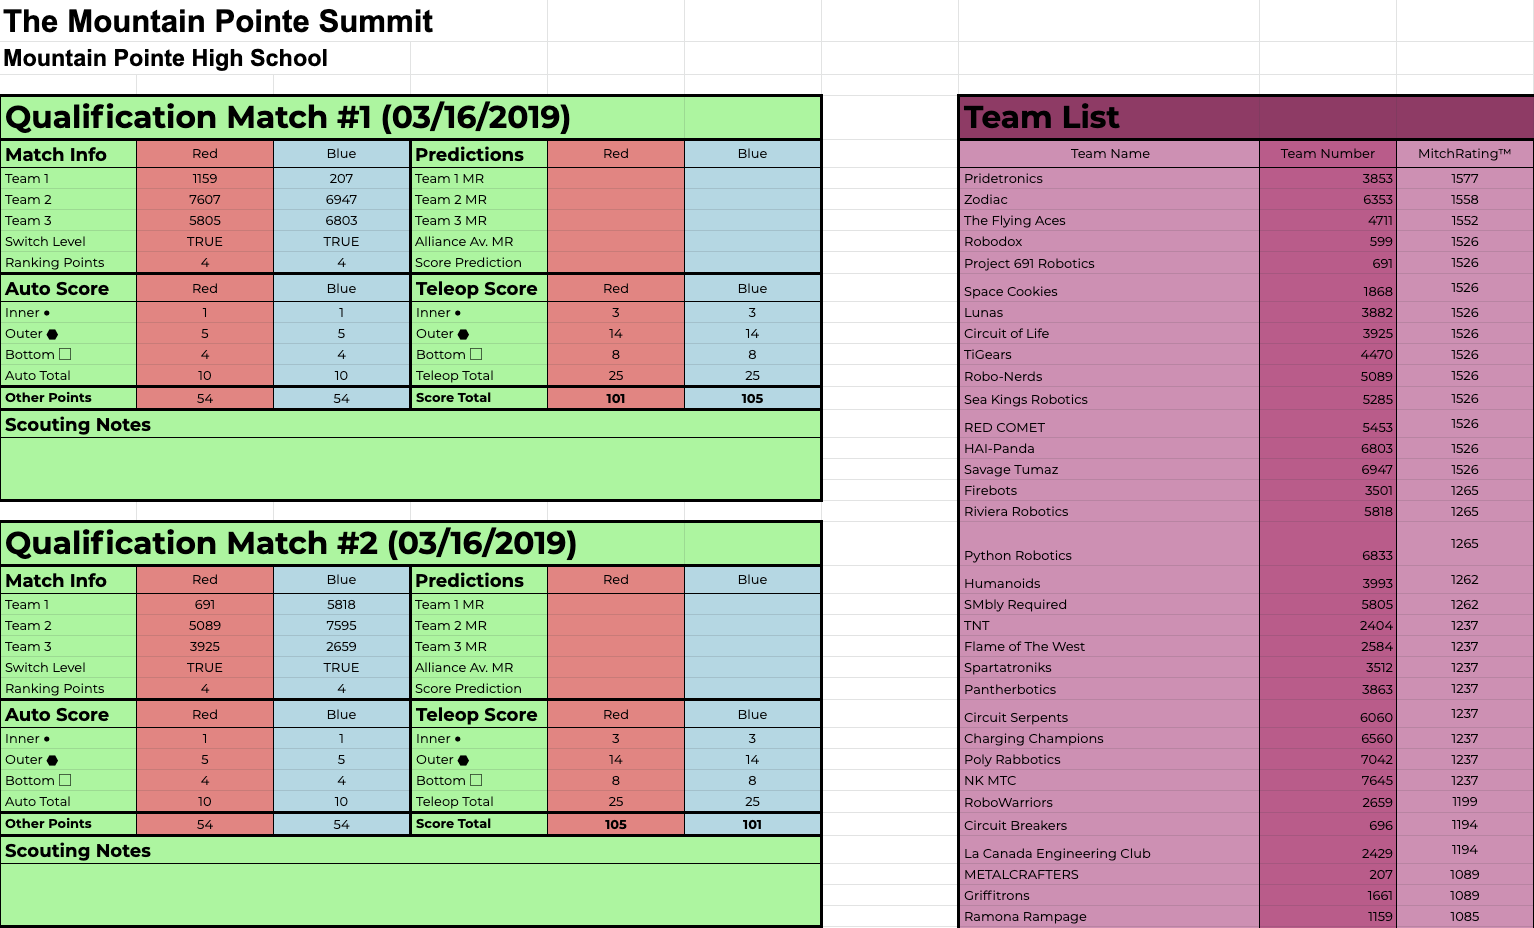 The Mountain Pointe Summit
Mountain Pointe High School
Qualification Match #1 (03/16/2019)
Match Info Red Blue Predictions Red Blue
Team 1 1159 207 Team 1 MR
Team 2 7607 6947 Team 2 MR
Team 3 5805 6803 Team 3 MR
Switch Level TRUE TRUE Alliance Av. MR
Ranking Points 4 4 Score Prediction
Auto Score Red Blue Teleop Score Red Blue
Inner • 1 1 Inner • 3 3
Outer ⬣ 5 5 Outer ⬣ 14 14
Bottom □ 4 4 Bottom □ 8 8
Auto Total 10 10 Teleop Total 25 25
Other Points 54 54 Score Total 101 105
Scouting Notes
Qualification Match #2 (03/16/2019)
Match Info Red Blue Predictions Red Blue
Team 1 691 5818 Team 1 MR
Team 2 5089 7595 Team 2 MR
Team 3 3925 2659 Team 3 MR
Switch Level TRUE TRUE Alliance Av. MR
Ranking Points 4 4 Score Prediction
Auto Score Red Blue Teleop Score Red Blue
Inner • 1 1 Inner • 3 3
Outer ⬣ 5 5 Outer ⬣ 14 14
Bottom □ 4 4 Bottom □ 8 8
Auto Total 10 10 Teleop Total 25 25
Other Points 54 54 Score Total 105 101
Scouting Notes
Team List
Team Name Team Number MitchRating™
Pridetronics 3853 1577
Zodiac 6353 1558
The Flying Aces 4711 1552
Robodox 599 1526
Project 691 Robotics 691 1526
Space Cookies 1868 1526
Lunas 3882 1526
Circuit of Life 3925 1526
TiGears 4470 1526
Robo-Nerds 5089 1526
Sea Kings Robotics 5285 1526
RED COMET 5453 1526
HAI-Panda 6803 1526
Savage Tumaz 6947 1526
Firebots 3501 1265
Riviera Robotics 5818 1265
Python Robotics 6833 1265
Humanoids 3993 1262
SMbly Required 5805 1262
TNT 2404 1237
Flame of The West 2584 1237
Spartatroniks 3512 1237
Pantherbotics 3863 1237
Circuit Serpents 6060 1237
Charging Champions 6560 1237
Poly Rabbotics 7042 1237
NK MTC 7645 1237
RoboWarriors 2659 1199
Circuit Breakers 696 1194
La Canada Engineering Club 2429 1194
METALCRAFTERS 207 1089
Griffitrons 1661 1089
Ramona Rampage 1159 1085